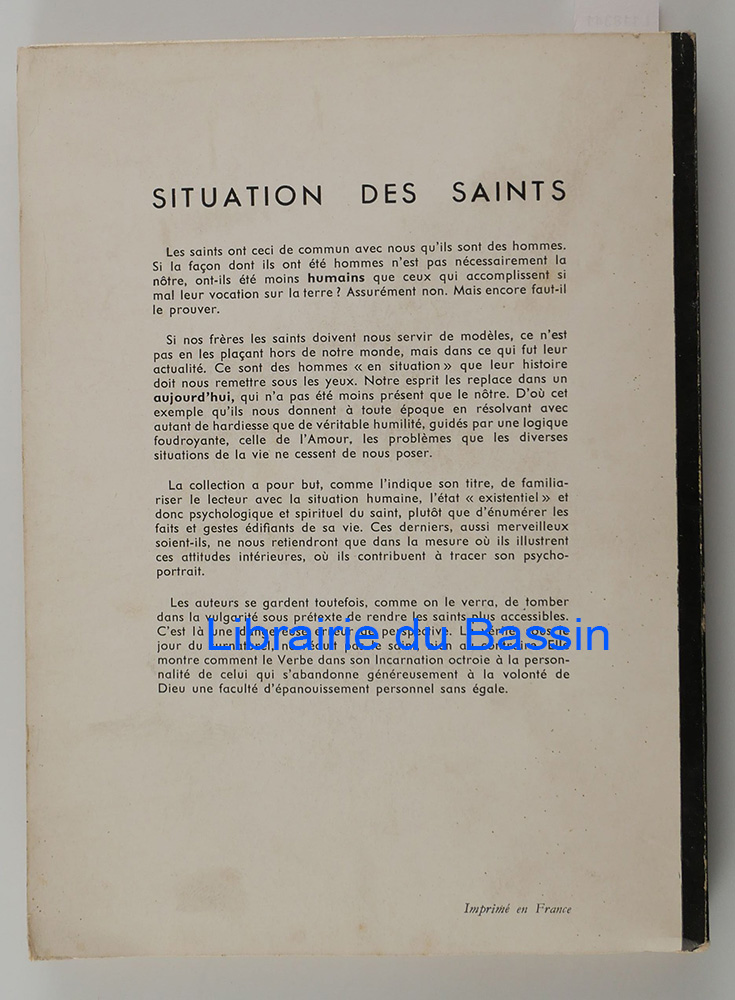 SITUATION DES SAINTS
Les saints ont ceci de commun avec nous qu'ils sont des hommes.
Si la façon dont ils ont été hommes n'est pas nécessairement la
nôtre, ont-ils été moins humains que ceux qui accomplissent si
mal leur vocation sur la terre ? Assurément non. Mais encore faut-il
le prouver.
Si nos frères les saints doivent nous servir de modèles, ce n'est
pas en les plaçant hors de notre monde, mais dans ce qui fut leur
actualité. Ce sont des hommes « en situation » que leur histoire
doit nous remettre sous les yeux. Notre esprit les replace dans un
aujourd'hui, qui n'a pas été moins présent que le nôtre. D'où cet
exemple qu'ils nous donnent à toute époque en résolvant avec
autant de hardiesse que de véritable humilité, guidés par une logique
foudroyante, celle de l'Amour, les problèmes que les diverses
situations de la vie ne cessent de nous poser.
La collection a pour but, comme l'indique son titre, de familia-
riser le lecteur avec la situation humaine, l'état « existentiel » et
donc psychologique et spirituel du saint, plutôt que d'énumérer les
faits et gestes édifiants de sa vie. Ces derniers, aussi merveilleux
soient-ils, ne nous retiendront que dans la mesure où ils illustrent
ces attitudes intérieures, où ils contribuent à tracer son psycho-
portrait.
Les auteurs se gardent toutefois, comme on le verra, de tomber
dans la vulgarité sous prétexte de rendre les saints plus accessibles.
C'est là une dangereuse erreur de perspective. sous le
Librairie du Bassin
jour du pas le contraire. Elle
montre comment le Verbe dans son Incarnation octroie à la person-
nalité de celui qui s'abandonne généreusement à la volonté de
Dieu une faculté d'épanouissement personnel sans égale.
Imprimé en France